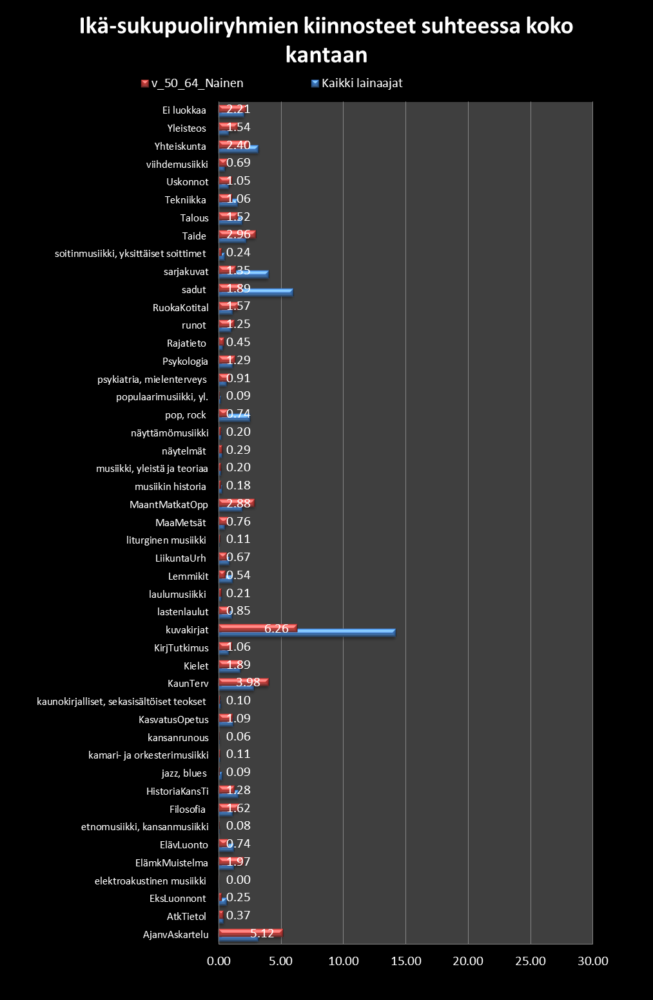 Ikä-sukupuoliryhmien kiinnosteet suhteessa koko
kantaan
v_50_64_Nainen Kaikki lainaajat
Ei luokkaa 2.21
Yleisteos 1.54
Yhteiskunta 2.40
viihdemusiikki 0.69
Uskonnot 1.05
Tekniikka 1.06
Talous 1.52
Taide 2.96
soitinmusiikki, yksittäiset soittimet 0.24
sarjakuvat 1.35
sadut 1.89
RuokaKotital 1.57
runot 1.25
Rajatieto 0.45
Psykologia 1.29
psykiatria, mielenterveys 0.91
populaarimusiikki, yl. 0.09
pop, rock 0.74
näyttämömusiikki 0.20
näytelmät 0.29
musiikki, yleistä ja teoriaa 0.20
musiikin historia 0.18
MaantMatkatOpp 2.88
MaaMetsät 0.76
liturginen musiikki 0.11
LiikuntaUrh 0.67
Lemmikit 0.54
laulumusiikki 0.21
lastenlaulut 0.85
kuvakirjat 6.26
KirjTutkimus 1.06
Kielet 1.89
KaunTerv 3.98
kaunokirjalliset, sekasisältöiset teokset 0.10
KasvatusOpetus 1.09
kansanrunous 0.06
kamari- ja orkesterimusiikki 0.11
jazz, blues 0.09
HistoriaKansTi 1.28
Filosofia 1.62
etnomusiikki, kansanmusiikki 0.08
ElävLuonto 0.74
ElämkMuistelma 1.97
elektroakustinen musiikki 0.00
EksLuonnont 0.25
AtkTietol 0.37
AjanvAskartelu 5.12
0.00 5.00 10.00 15.00 20.00 25.00 30.00